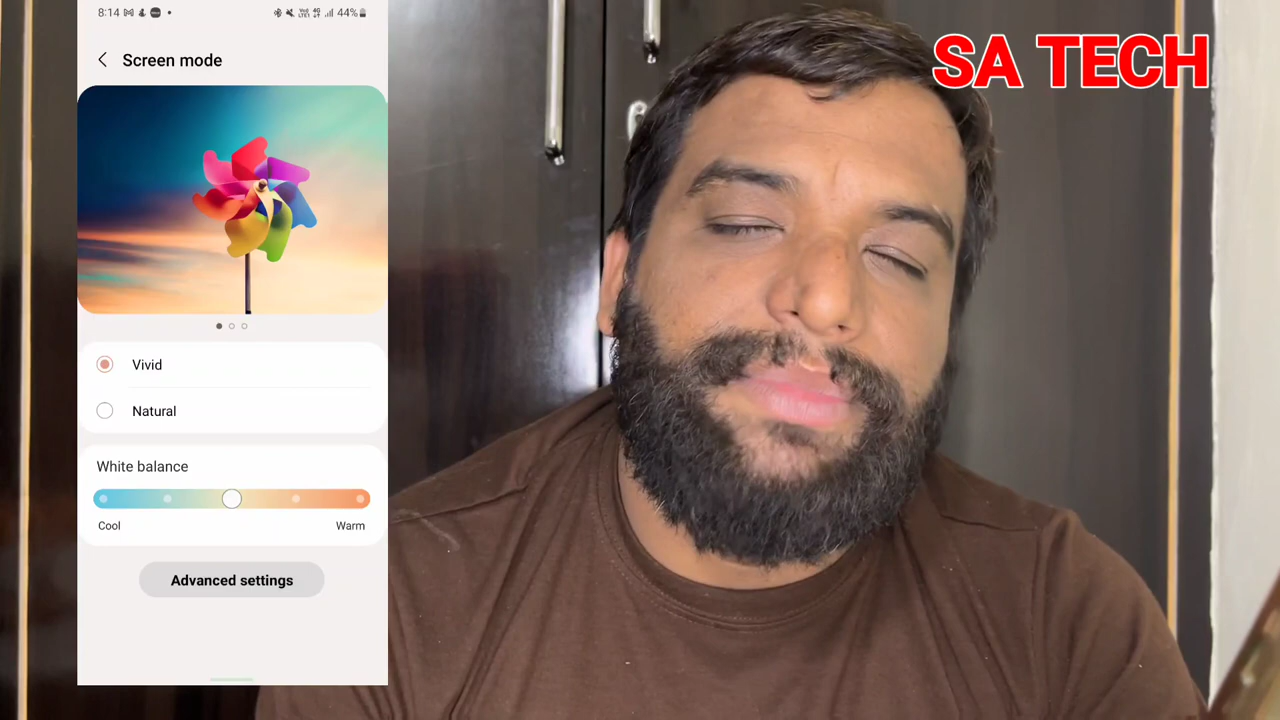 8:14 44%
Screen mode
SA TECH
Vivid
Natural
White balance
Cool Warm
Advanced settings